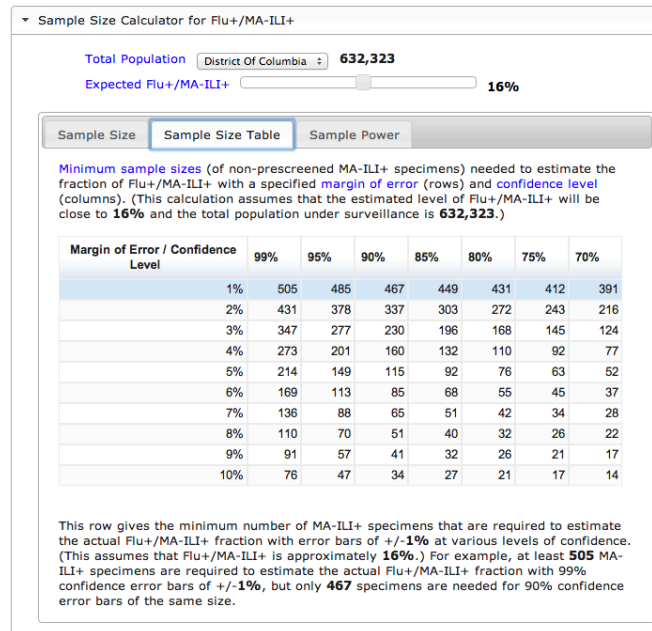 Sample Size Calculator for Flu+/MA-ILI+
Total Population District Of Columbia 632,323
Expected Flu+/MA-ILI+ 16%
Sample Size Sample Size Table Sample Power
Minimum sample sizes (of non-prescreened MA-ILI+ specimens) needed to estimate the
fraction of Flu+/MA-ILI+ with a specified margin of error (rows) and confidence level
(columns). (This calculation assumes that the estimated level of Flu+/MA-ILI+ will be
close to 16% and the total population under surveillance is 632,323.)
Margin of Error / Confidence Level 99% 95% 90% 85% 80% 75% 70%
1% 505 485 467 449 431 412 391
2% 431 378 337 303 272 243 216
3% 347 277 230 196 168 145 124
4% 273 201 160 132 110 92 77
5% 214 149 115 92 76 63 52
6% 169 113 85 68 55 45 37
7% 136 88 65 51 42 34 28
8% 110 70 51 40 32 26 22
9% 91 57 41 32 26 21 17
10% 76 47 34 27 21 17 14
This row gives the minimum number of MA-ILI+ specimens that are required to estimate
the actual Flu+/MA-ILI+ fraction with error bars of +/-1% at various levels of confidence.
(This assumes that Flu+/MA-ILI+ is approximately 16%.) For example, at least 505 MA-
ILI+ specimens are required to estimate the actual Flu+/MA-ILI+ fraction with 99%
confidence error bars of +/-1%, but only 467 specimens are needed for 90% confidence
error bars of the same size.